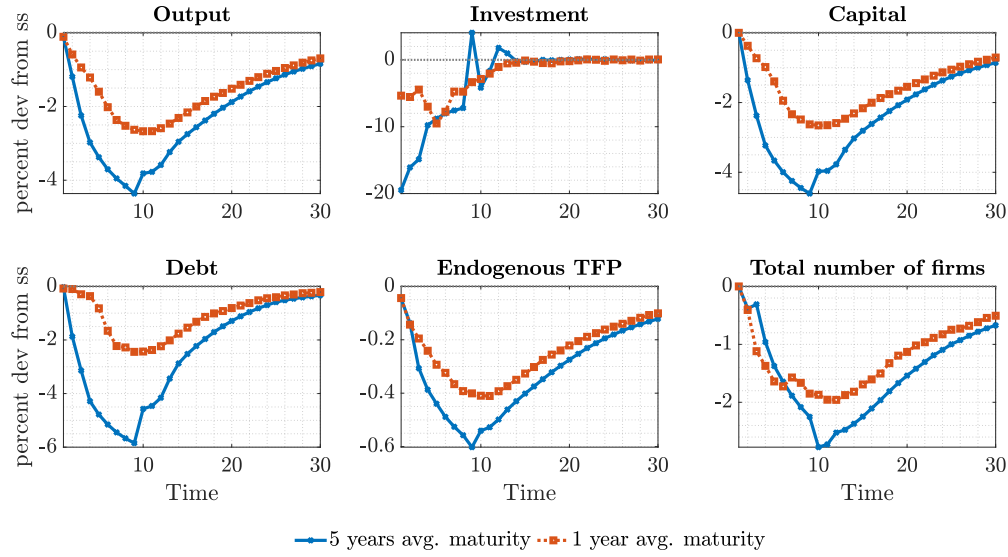 Output
Investment
Capital
percent dev from ss
0
-2
-4
10
20
30
0
-10
-20
10
20
30
0
-2
-4
10
20
30
Debt
Endogenous TFP
Total number of firms
percent dev from ss
0
-2
-4
-6
10
20
30
Time
0
-0.2
-0.4
-0.6
10
20
30
Time
0
-1
-2
10
20
30
Time
5 years avg. maturity
1 year avg. maturity